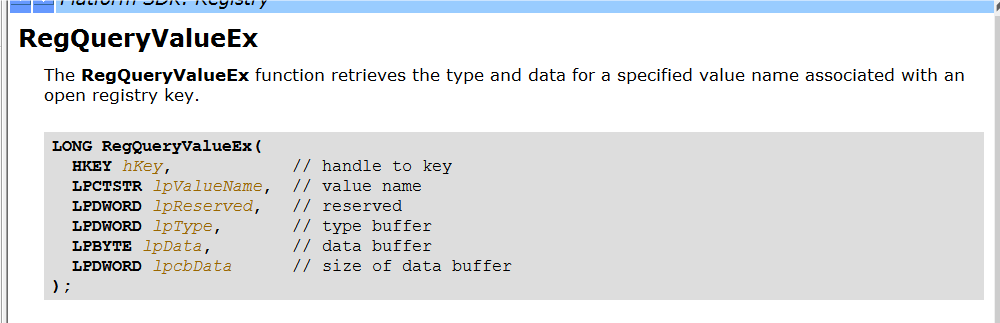 Platform SDK: Registry
RegQueryValueEx
The RegQueryValueEx function retrieves the type and data for a specified value name associated with an
open registry key.
LONG RegQueryValueEx(
  HKEY hKey,            // handle to key
  LPCTSTR lpValueName,  // value name
  LPDWORD lpReserved,   // reserved
  LPDWORD lpType,       // type buffer
  LPBYTE lpData,        // data buffer
  LPDWORD lpcbData      // size of data buffer
);